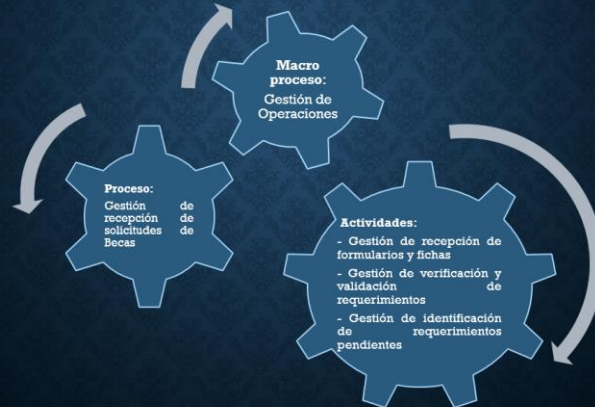 Macro
proceso:
Gestión de
Operaciones
Proceso:
Gestión de
recepción de
solicitudes de
Becas
Actividades:
- Gestión de recepción de
formularios y fichas
- Gestión de verificación y
validación de
requerimientos
- Gestión de identificación
de requerimientos
pendientes